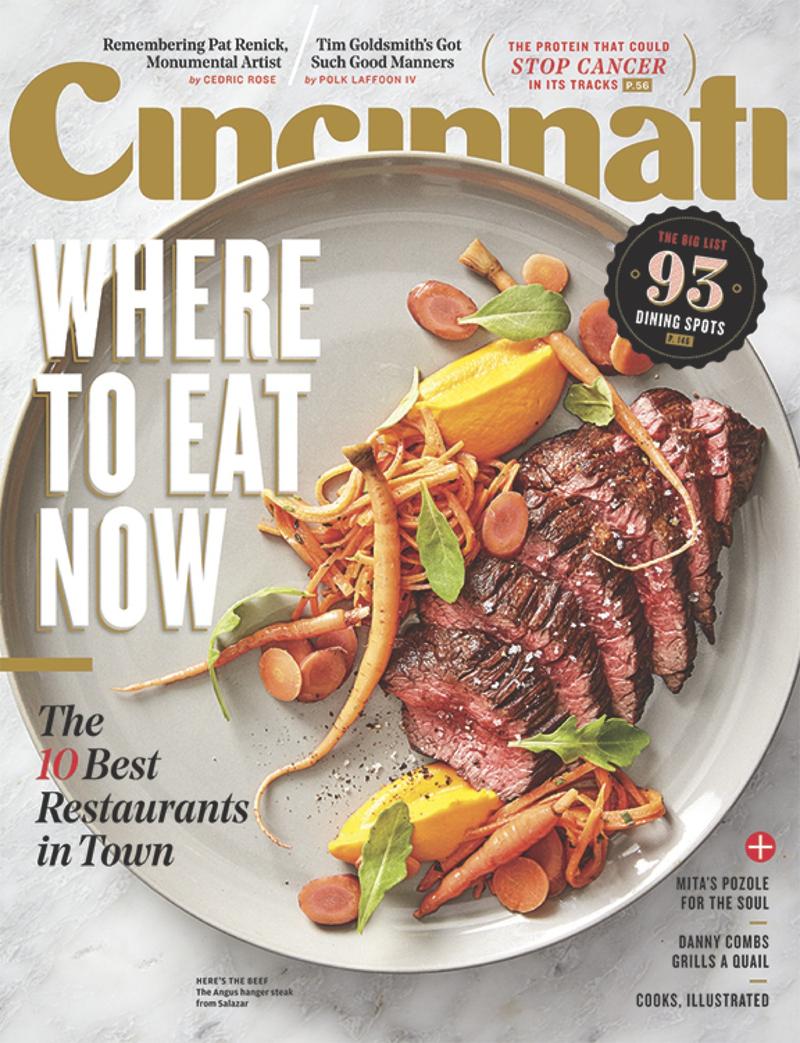 Remembering Pat Renick,
Monumental Artist
by CEDRIC ROSE
Tim Goldsmith's Got
Such Good Manners
by POLK LAFFOON IV
THE PROTEIN THAT COULD
STOP CANCER
IN ITS TRACKS P.56
Cincinnati
THE BIG LIST
93
DINING SPOTS
P. 146
WHERE
TO EAT
NOW
The
10 Best
Restaurants
in Town
MITA'S POZOLE
FOR THE SOUL
DANNY COMBS
GRILLS A QUAIL
COOKS, ILLUSTRATED
HERE'S THE BEEF
The Angus hanger steak
from Salazar